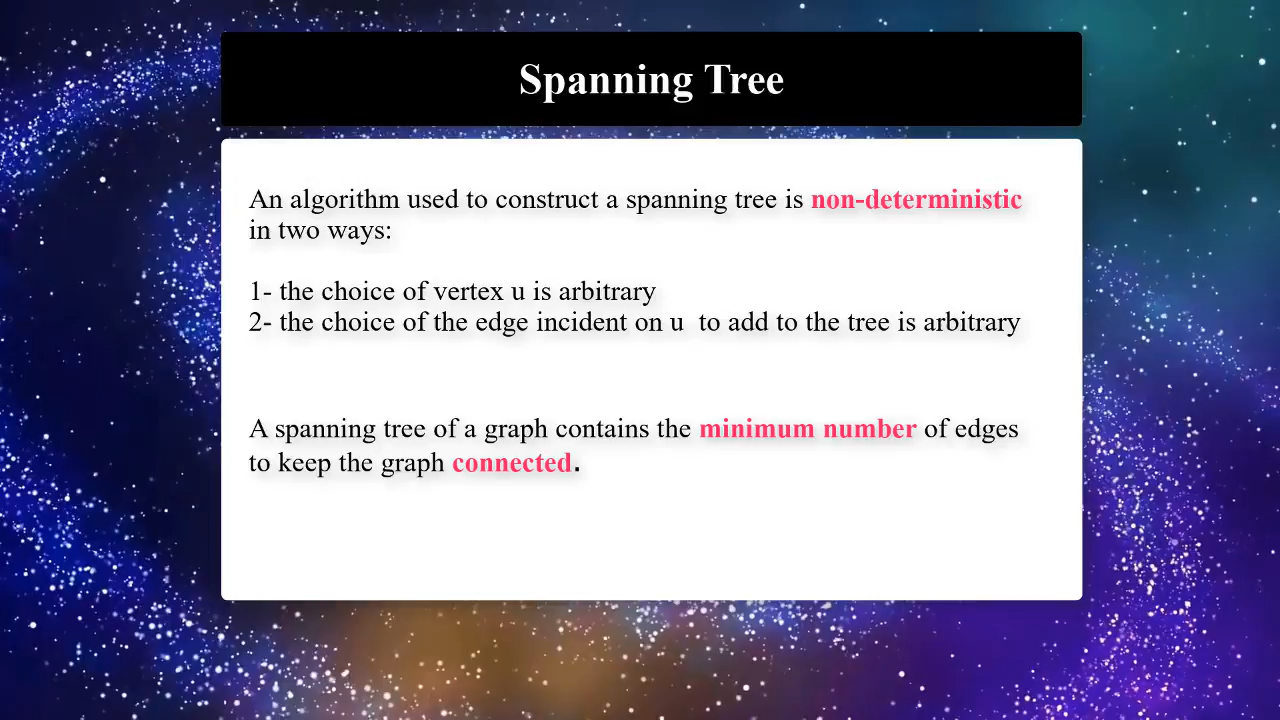 Spanning Tree
An algorithm used to construct a spanning tree is non-deterministic
in two ways:
1- the choice of vertex u is arbitrary
2- the choice of the edge incident on u  to add to the tree is arbitrary
A spanning tree of a graph contains the minimum number of edges
to keep the graph connected.